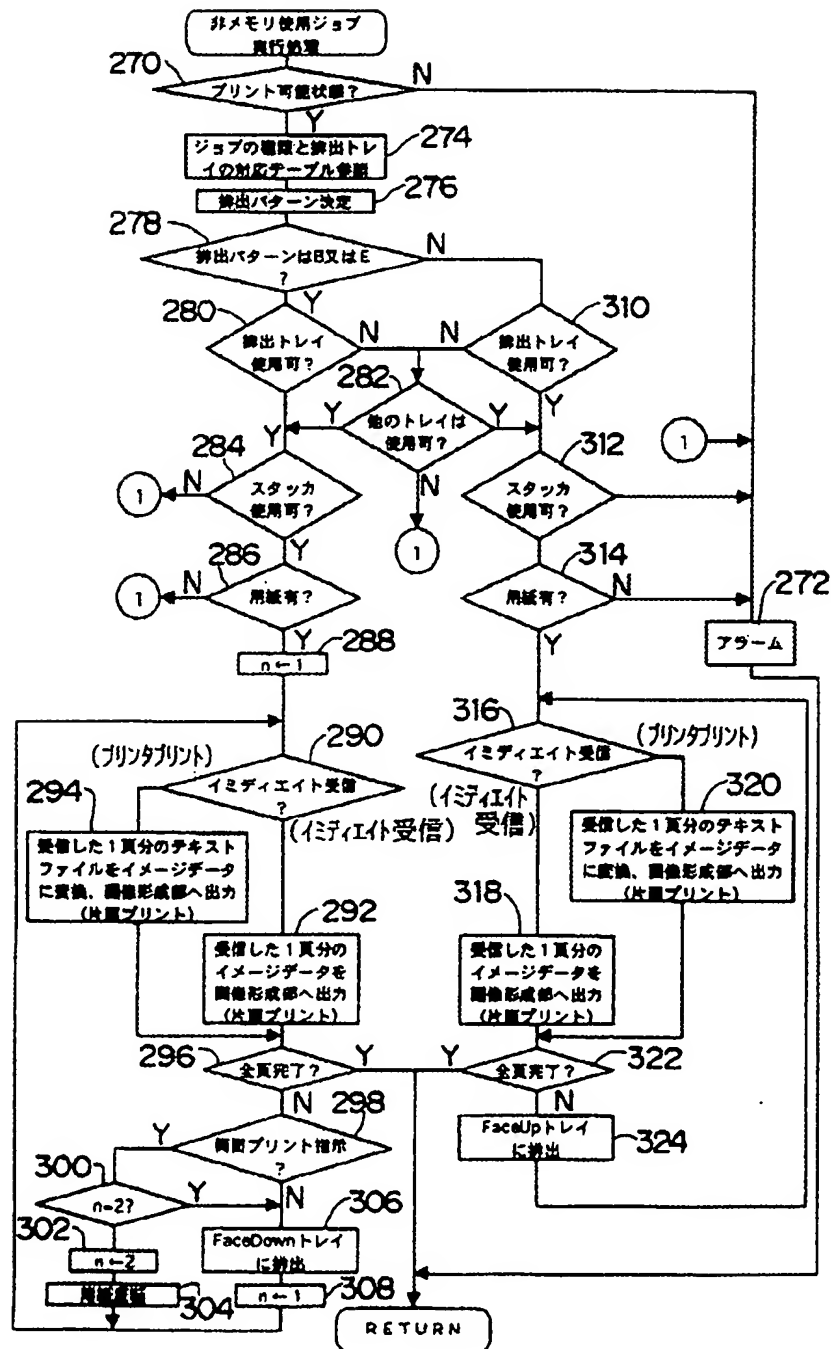 非メモリ使用ジョブ
実行処理
270
プリント可能状態?
N
Y
ジョブの種類と排出トレ
イの対応テーブル参照
274
排出パターン決定
276
278
排出パターンはB又はE
?
N
Y
280
排出トレイ
使用可?
N
N
310
排出トレイ
使用可?
282
他のトレイは
使用可?
Y
Y
Y
Y
N
1
284
スタッカ
使用可?
N
1
Y
312
スタッカ
使用可?
1
286
用紙有?
N
1
Y
314
用紙有?
N
Y
272
アラーム
288
n←1
290
(プリンタプリント)
イミディエイト受信
?
(イミディエイト受信)
316
イミディエイト受信
?
(プリンタプリント)
(イミディエイト
受信)
294
受信した1頁分のテキスト
ファイルをイメージデータ
に変換、画像形成部へ出力
(片面プリント)
320
受信した1頁分のテキスト
ファイルをイメージデータ
に変換、画像形成部へ出力
(片面プリント)
292
受信した1頁分の
イメージデータを
画像形成部へ出力
(片面プリント)
318
受信した1頁分の
イメージデータを
画像形成部へ出力
(片面プリント)
296
全頁完了?
Y
N
Y
全頁完了?
322
N
298
両面プリント指示
?
Y
N
FaceUpトレイ
に排出
324
300
n=2?
Y
302
n←2
304
306
FaceDownトレイ
に排出
n←1
308
RETURN